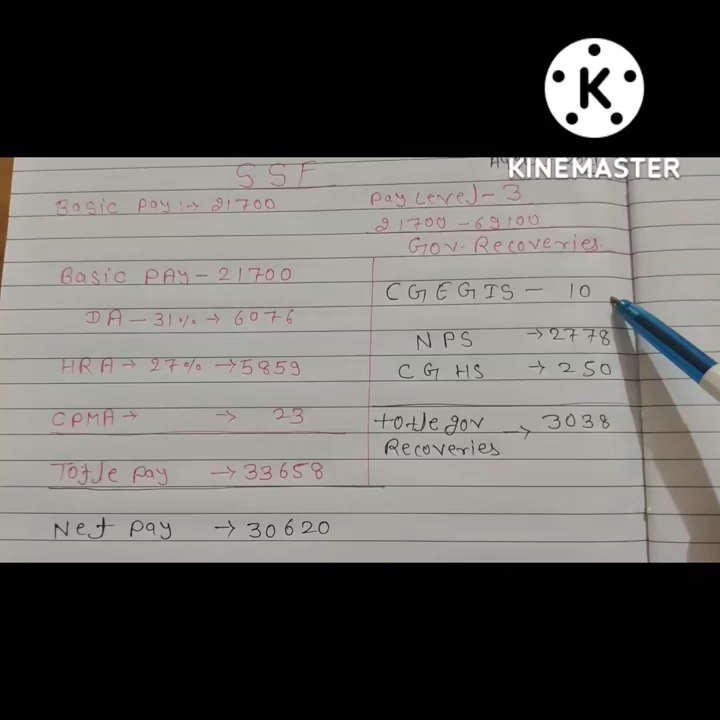 K
KINEMASTER
SSF
Basic Pay :→ 21700
Pay Level - 3
21700 - 69100
Gov. Recoveries
Basic PAY - 21700
DA - 31% → 6076
HRA → 27% → 5859
CPMA → → 23
Totle pay → 33658
Net pay → 30620
CGEGIS - 10
NPS → 2778
CG HS → 250
totle gov
Recoveries → 3038